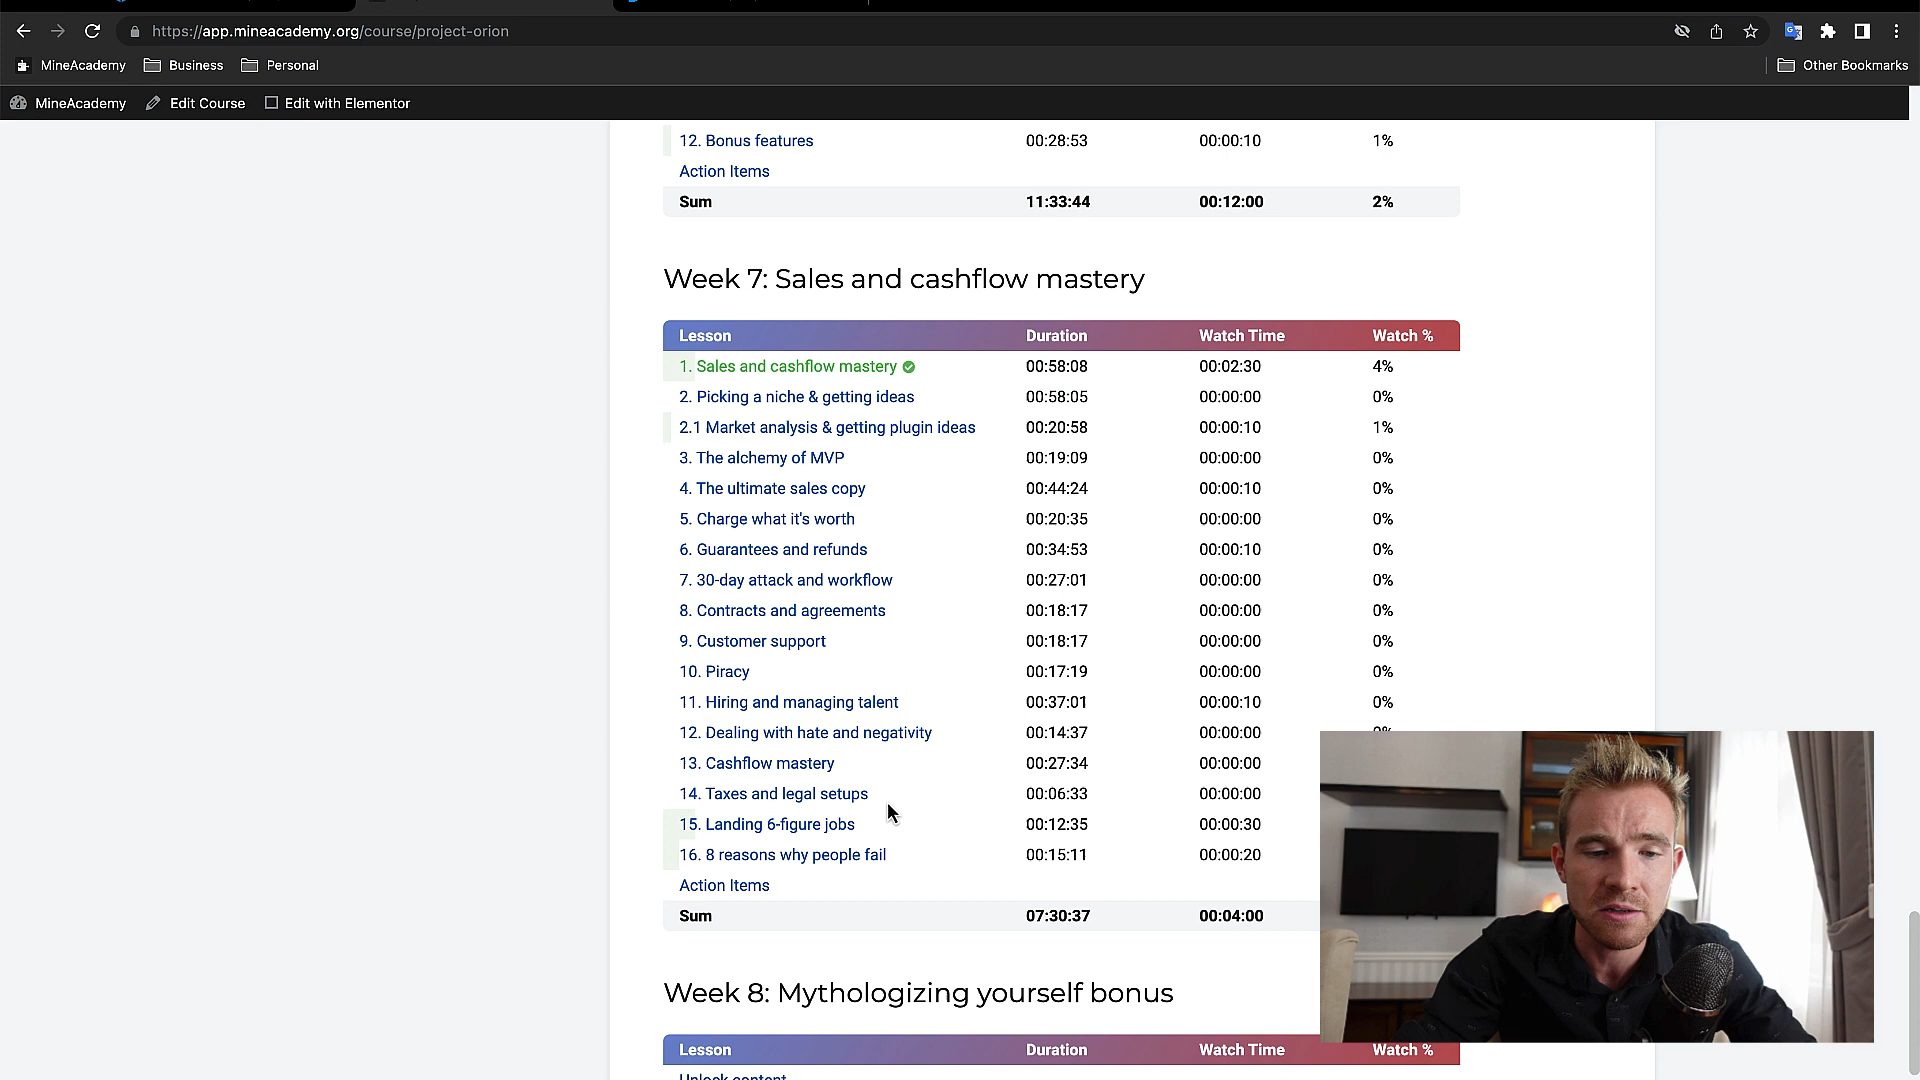 https://app.mineacademy.org/course/project-orion
MineAcademy Business Personal Other Bookmarks
MineAcademy Edit Course Edit with Elementor
12. Bonus features 00:28:53 00:00:10 1%
Action Items
Sum 11:33:44 00:12:00 2%
Week 7: Sales and cashflow mastery
Lesson Duration Watch Time Watch %
1. Sales and cashflow mastery 00:58:08 00:02:30 4%
2. Picking a niche & getting ideas 00:58:05 00:00:00 0%
2.1 Market analysis & getting plugin ideas 00:20:58 00:00:10 1%
3. The alchemy of MVP 00:19:09 00:00:00 0%
4. The ultimate sales copy 00:44:24 00:00:10 0%
5. Charge what it's worth 00:20:35 00:00:00 0%
6. Guarantees and refunds 00:34:53 00:00:10 0%
7. 30-day attack and workflow 00:27:01 00:00:00 0%
8. Contracts and agreements 00:18:17 00:00:00 0%
9. Customer support 00:18:17 00:00:00 0%
10. Piracy 00:17:19 00:00:00 0%
11. Hiring and managing talent 00:37:01 00:00:10 0%
12. Dealing with hate and negativity 00:14:37 00:00:00
13. Cashflow mastery 00:27:34 00:00:00
14. Taxes and legal setups 00:06:33 00:00:00
15. Landing 6-figure jobs 00:12:35 00:00:30
16. 8 reasons why people fail 00:15:11 00:00:20
Action Items
Sum 07:30:37 00:04:00
Week 8: Mythologizing yourself bonus
Lesson Duration Watch Time Watch %
Unlock content